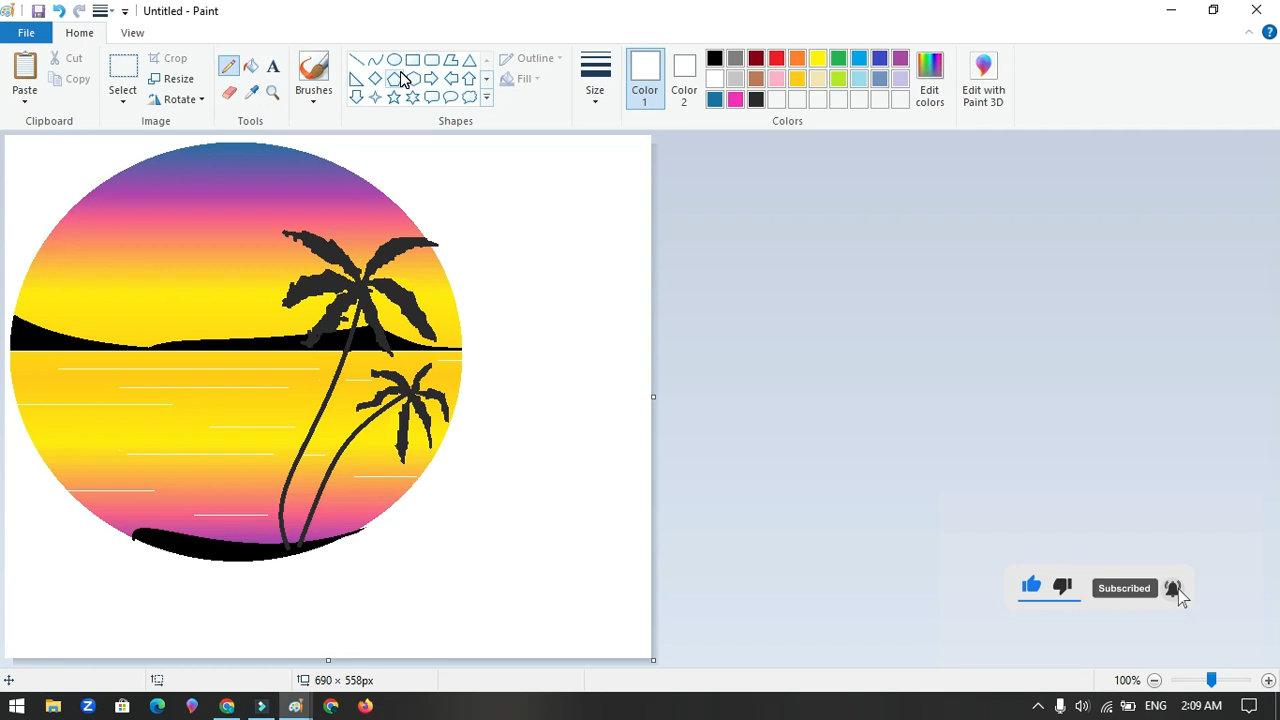 Untitled - Paint
File
Home
View
Paste
Cut
Copy
Clipboard
Select
Crop
Resize
Rotate
Image
A
Tools
Brushes
Outline
Fill
Shapes
Size
Color 1
Color 2
Edit colors
Colors
Edit with Paint 3D
Subscribed
690 × 558px
100%
ENG
2:09 AM